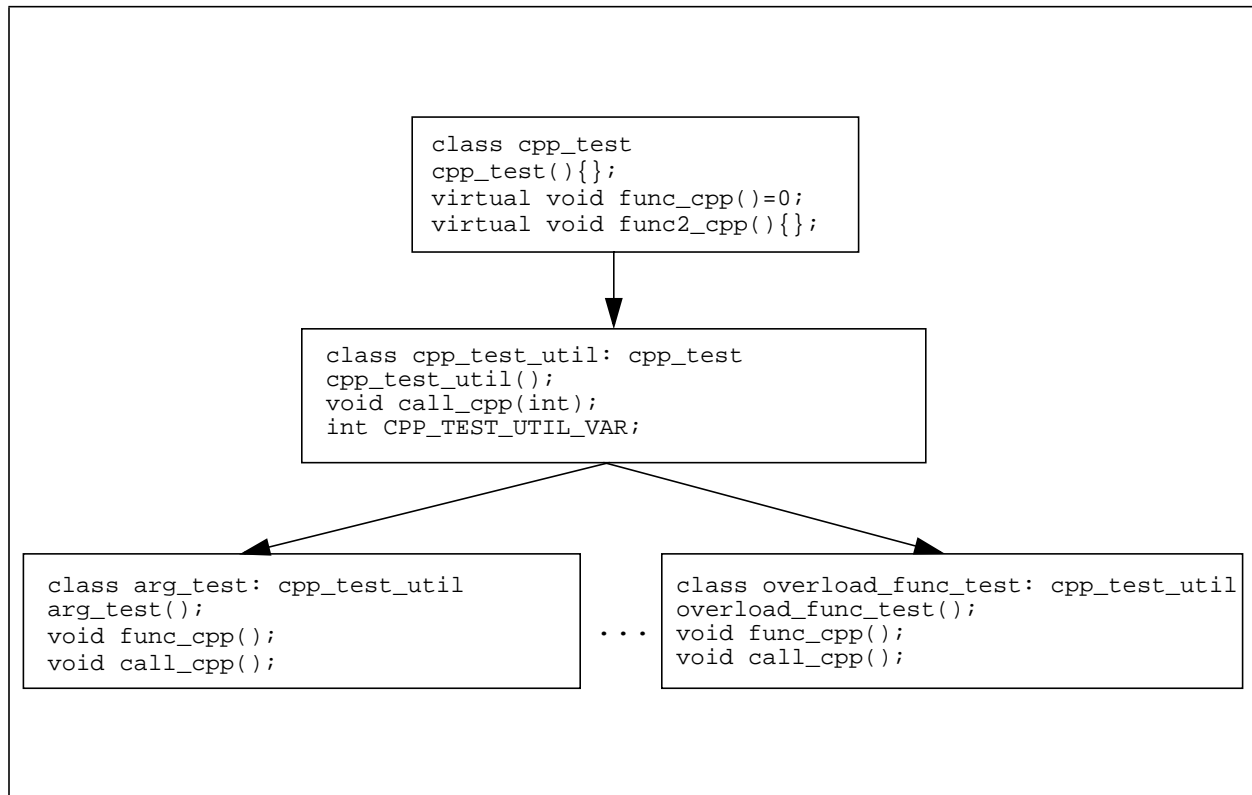 class cpp_test
cpp_test(){};
virtual void func_cpp()=0;
virtual void func2_cpp(){};
class cpp_test_util: cpp_test
cpp_test_util();
void call_cpp(int);
int CPP_TEST_UTIL_VAR;
class arg_test: cpp_test_util
arg_test();
void func_cpp();
void call_cpp();
...
class overload_func_test: cpp_test_util
overload_func_test();
void func_cpp();
void call_cpp();